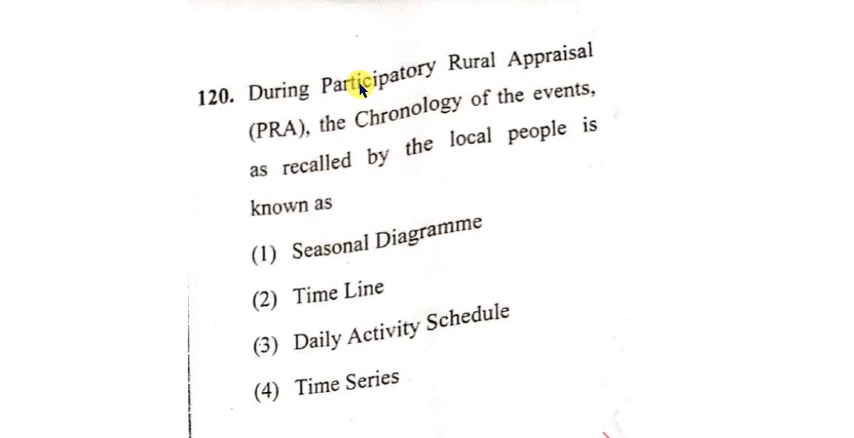 120. During Participatory Rural Appraisal
(PRA), the Chronology of the events,
as recalled by the local people is
known as
(1) Seasonal Diagramme
(2) Time Line
(3) Daily Activity Schedule
(4) Time Series